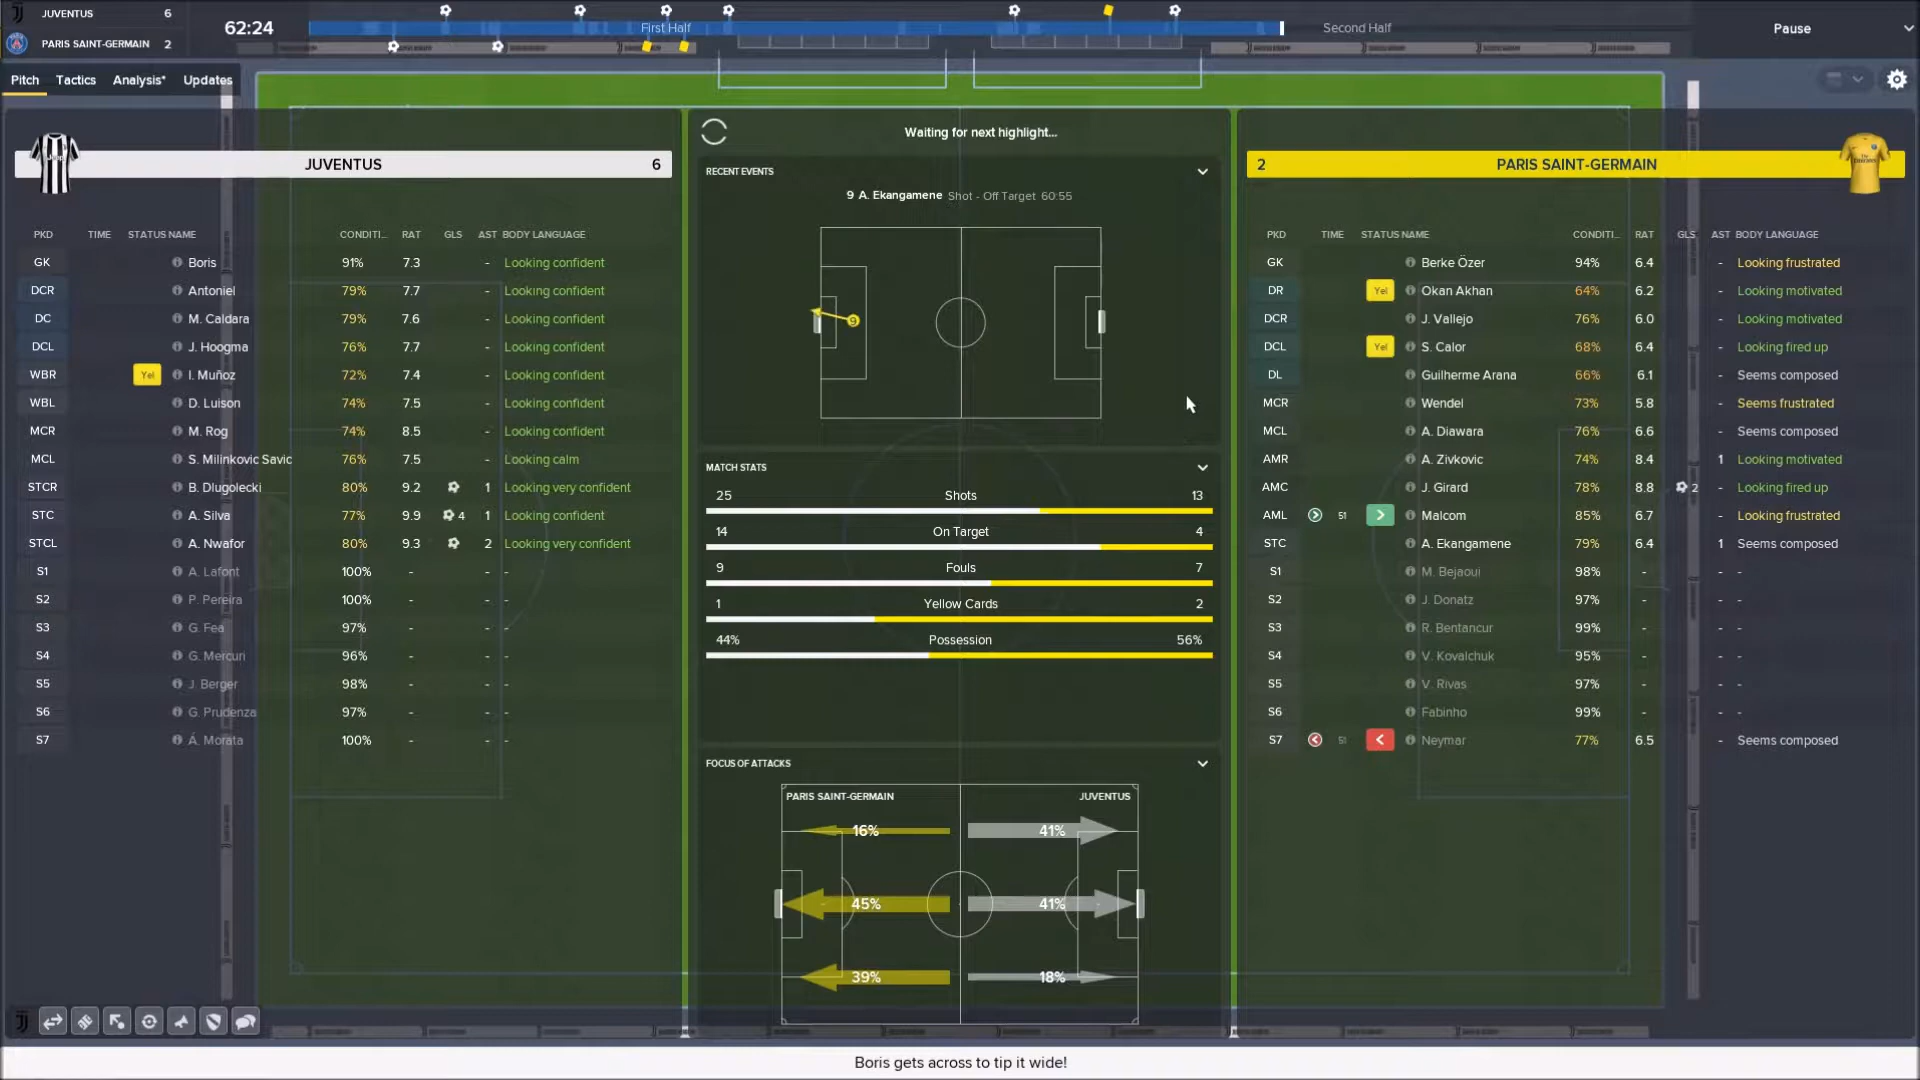 JUVENTUS 6
PARIS SAINT-GERMAIN 2
62:24
First Half
Second Half
Pause
Pitch Tactics Analysis* Updates
JUVENTUS 6
PKD TIME STATUS NAME CONDITI... RAT GLS AST BODY LANGUAGE
GK Boris 91% 7.3 - Looking confident
DCR Antoniel 79% 7.7 - Looking confident
DC M. Caldara 79% 7.6 - Looking confident
DCL J. Hoogma 76% 7.7 - Looking confident
WBR Yel I. Muñoz 72% 7.4 - Looking confident
WBL D. Luison 74% 7.5 - Looking confident
MCR M. Rog 74% 8.5 - Looking confident
MCL S. Milinkovic Savic 76% 7.5 - Looking calm
STCR B. Dlugolecki 80% 9.2 1 Looking very confident
STC A. Silva 77% 9.9 4 1 Looking confident
STCL A. Nwafor 80% 9.3 2 Looking very confident
S1 A. Lafont 100% - - -
S2 P. Pereira 100% - - -
S3 G. Fea 97% - - -
S4 G. Mercuri 96% - - -
S5 J. Berger 98% - - -
S6 G. Prudenza 97% - - -
S7 Á. Morata 100% - - -
Waiting for next highlight...
RECENT EVENTS
9 A. Ekangamene Shot - Off Target 60:55
9
MATCH STATS
25 Shots 13
14 On Target 4
9 Fouls 7
1 Yellow Cards 2
44% Possession 56%
FOCUS OF ATTACKS
PARIS SAINT-GERMAIN JUVENTUS
16% 41%
45% 41%
39% 18%
2 PARIS SAINT-GERMAIN
PKD TIME STATUS NAME CONDITI... RAT GLS AST BODY LANGUAGE
GK Berke Özer 94% 6.4 - Looking frustrated
DR Yel Okan Akhan 64% 6.2 - Looking motivated
DCR J. Vallejo 76% 6.0 - Looking motivated
DCL Yel S. Calor 68% 6.4 - Looking fired up
DL Guilherme Arana 66% 6.1 - Seems composed
MCR Wendel 73% 5.8 - Seems frustrated
MCL A. Diawara 76% 6.6 - Seems composed
AMR A. Zivkovic 74% 8.4 1 Looking motivated
AMC J. Girard 78% 8.8 2 - Looking fired up
AML 51 Malcom 85% 6.7 - Looking frustrated
STC A. Ekangamene 79% 6.4 1 Seems composed
S1 M. Bejaoui 98% - - -
S2 J. Donatz 97% - - -
S3 R. Bentancur 99% - - -
S4 V. Kovalchuk 95% - - -
S5 V. Rivas 97% - - -
S6 Fabinho 99% - - -
S7 51 Neymar 77% 6.5 - Seems composed
Boris gets across to tip it wide!